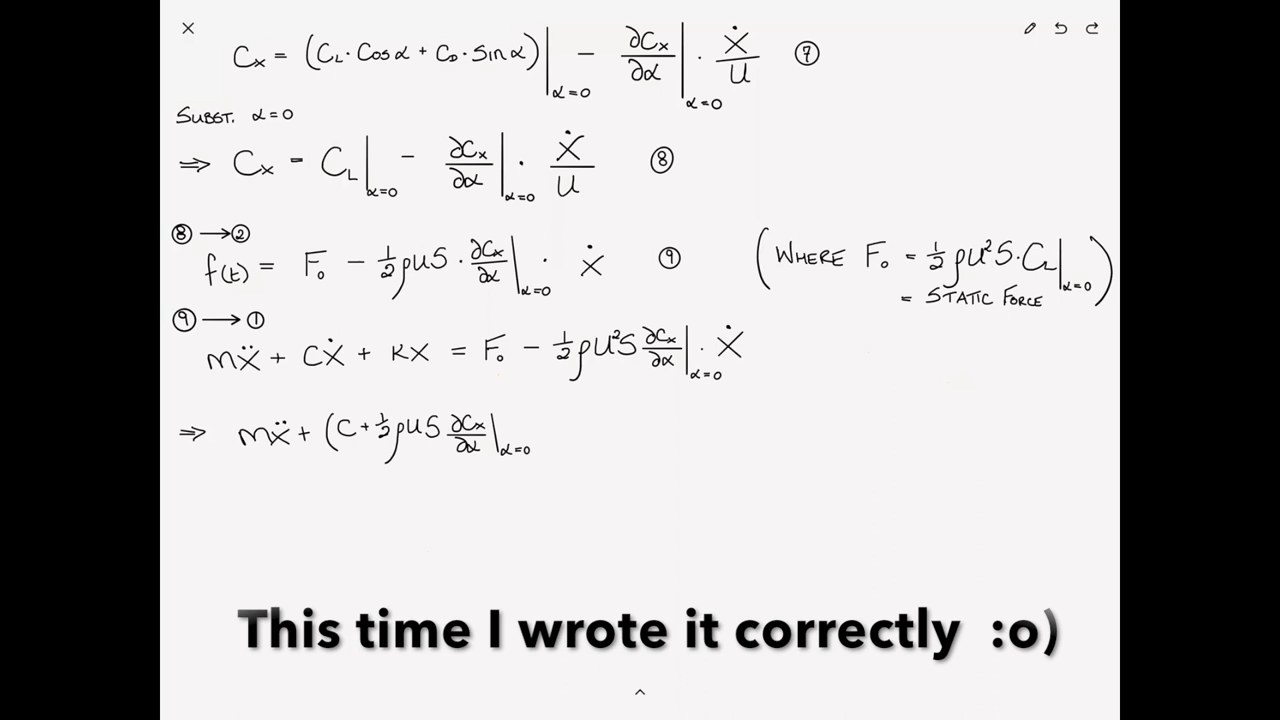 Cx = (CL · Cos α + CD · Sin α)|α=0 − ∂Cx/∂α|α=0 · Ẋ/U ⑦
SUBST. α=0
⇒ Cx = CL|α=0 − ∂Cx/∂α|α=0 · Ẋ/U ⑧
⑧ → ②
f(t) = F₀ − ½ρUS · ∂Cx/∂α|α=0 · ẋ ⑨ (WHERE F₀ = ½ρU²S · CL|α=0)
= STATIC FORCE
⑨ → ①
mẍ + cẋ + kx = F₀ − ½ρU²S ∂Cx/∂α|α=0 · Ẋ
⇒ mẍ + (C + ½ρUS ∂Cx/∂α|α=0
This time I wrote it correctly :o)